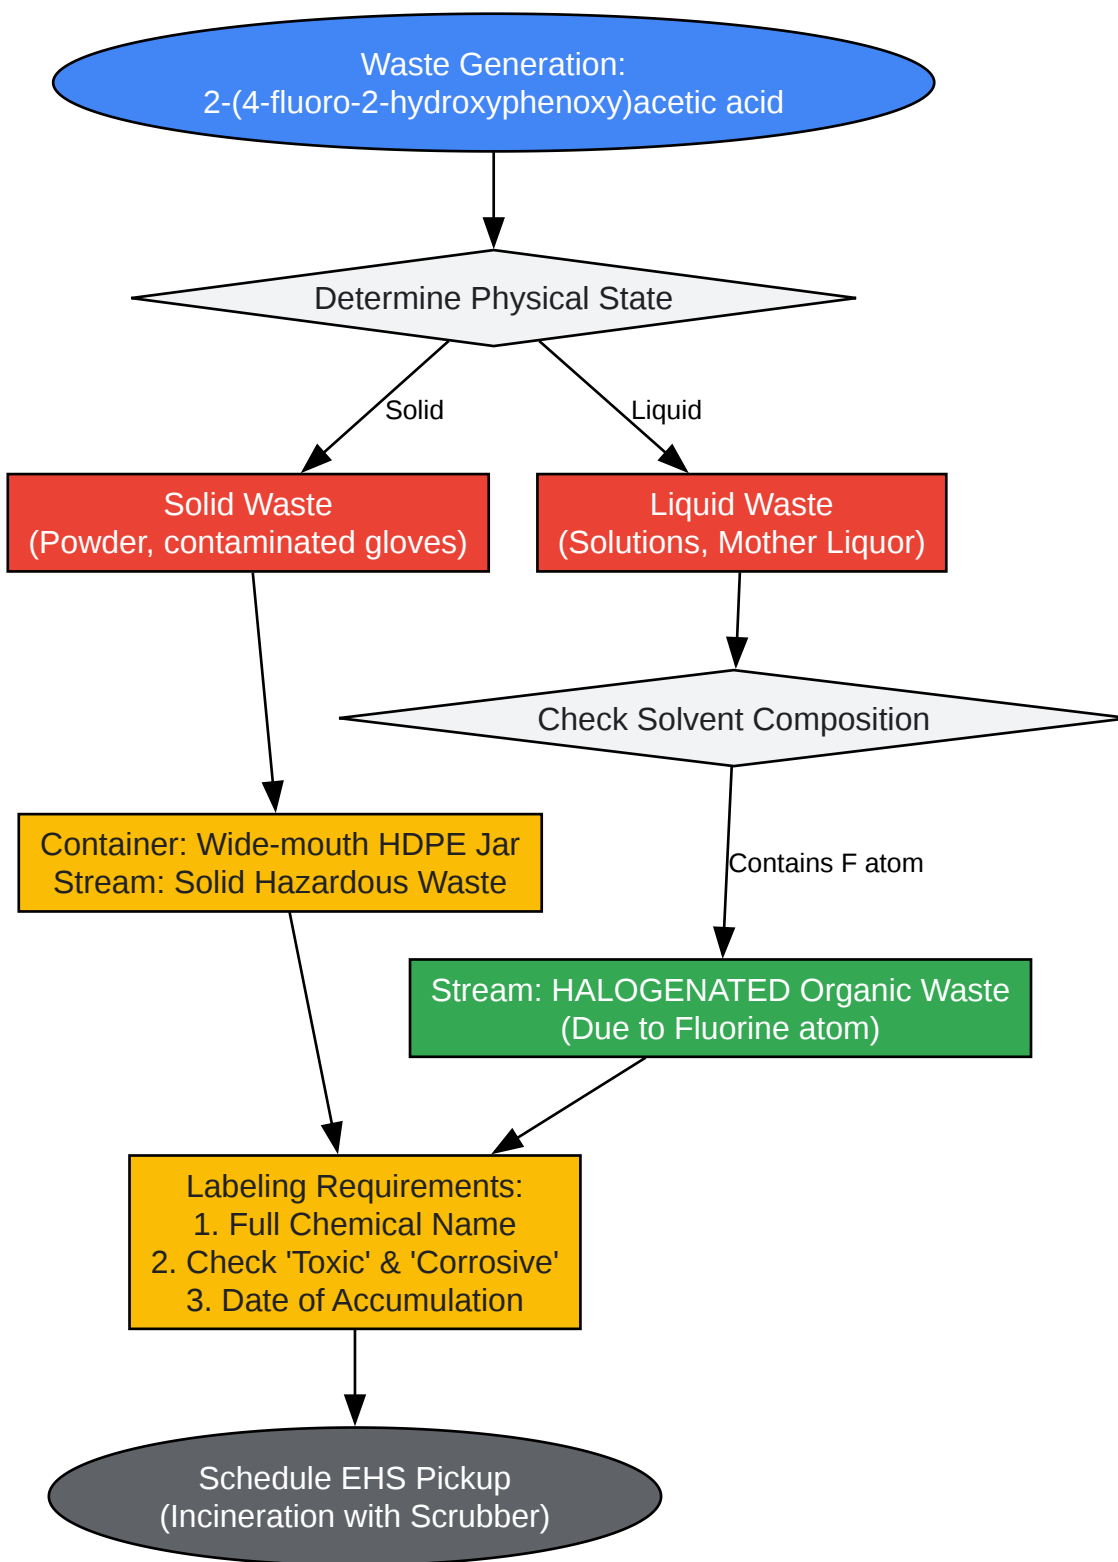 Waste Generation:
2-(4-fluoro-2-hydroxyphenoxy)acetic acid
Determine Physical State
Solid
Liquid
Solid Waste
(Powder, contaminated gloves)
Liquid Waste
(Solutions, Mother Liquor)
Check Solvent Composition
Container: Wide-mouth HDPE Jar
Stream: Solid Hazardous Waste
Contains F atom
Stream: HALOGENATED Organic Waste
(Due to Fluorine atom)
Labeling Requirements:
1. Full Chemical Name
2. Check 'Toxic' & 'Corrosive'
3. Date of Accumulation
Schedule EHS Pickup
(Incineration with Scrubber)